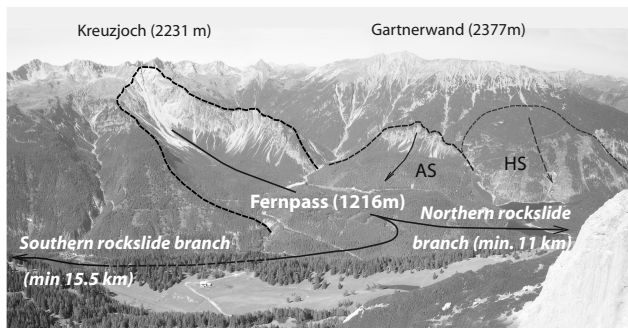 Kreuzjoch (2231 m)
Gartnerwand (2377m)
AS
HS
Fernpass (1216m)
Northern rockslide
branch (min. 11 km)
Southern rockslide branch
(min 15.5 km)